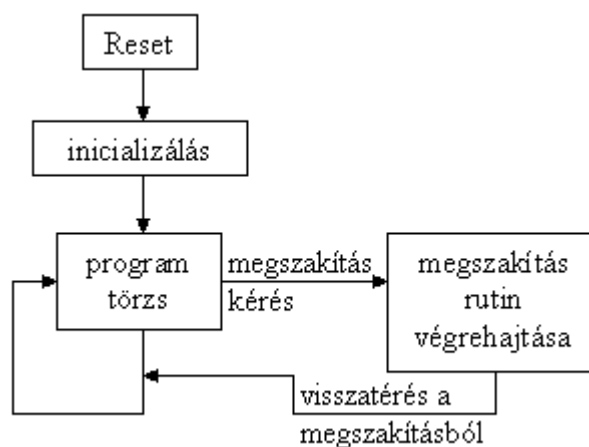 Reset
inicializálás
program
törzs
megszakítás
kérés
megszakítás
rutin
végrehajtása
visszatérés a
megszakításból